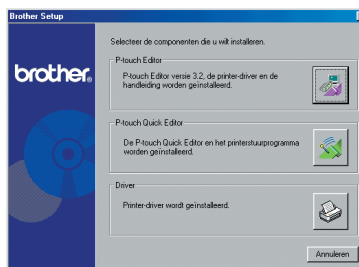 Brother Setup
brother.
Selecteer de componenten die u wilt installeren.
P-touch Editor
P-touch Editor versie 3.2, de printer-driver en de
handleiding worden geïnstalleerd.
P-touch Quick Editor
De P-touch Quick Editor en het printerstuurprogramma
worden geïnstalleerd.
Driver
Printer-driver wordt geïnstalleerd.
Annuleren